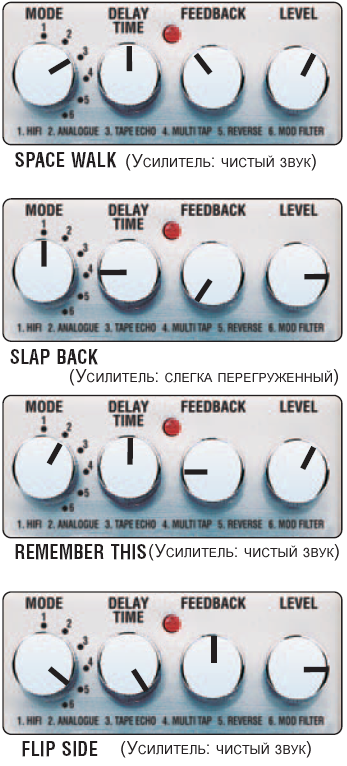 MODE DELAY TIME FEEDBACK LEVEL
1 2 3 4 5 6
1. HIFI 2. ANALOGUE 3. TAPE ECHO 4. MULTI TAP 5. REVERSE 6. MOD FILTER
SPACE WALK (Усилитель: чистый звук)
MODE DELAY TIME FEEDBACK LEVEL
1 2 3 4 5 6
1. HIFI 2. ANALOGUE 3. TAPE ECHO 4. MULTI TAP 5. REVERSE 6. MOD FILTER
SLAP BACK
(Усилитель: слегка перегруженный)
MODE DELAY TIME FEEDBACK LEVEL
1 2 3 4 5 6
1. HIFI 2. ANALOGUE 3. TAPE ECHO 4. MULTI TAP 5. REVERSE 6. MOD FILTER
REMEMBER THIS (Усилитель: чистый звук)
MODE DELAY TIME FEEDBACK LEVEL
1 2 3 4 5 6
1. HIFI 2. ANALOGUE 3. TAPE ECHO 4. MULTI TAP 5. REVERSE 6. MOD FILTER
FLIP SIDE (Усилитель: чистый звук)